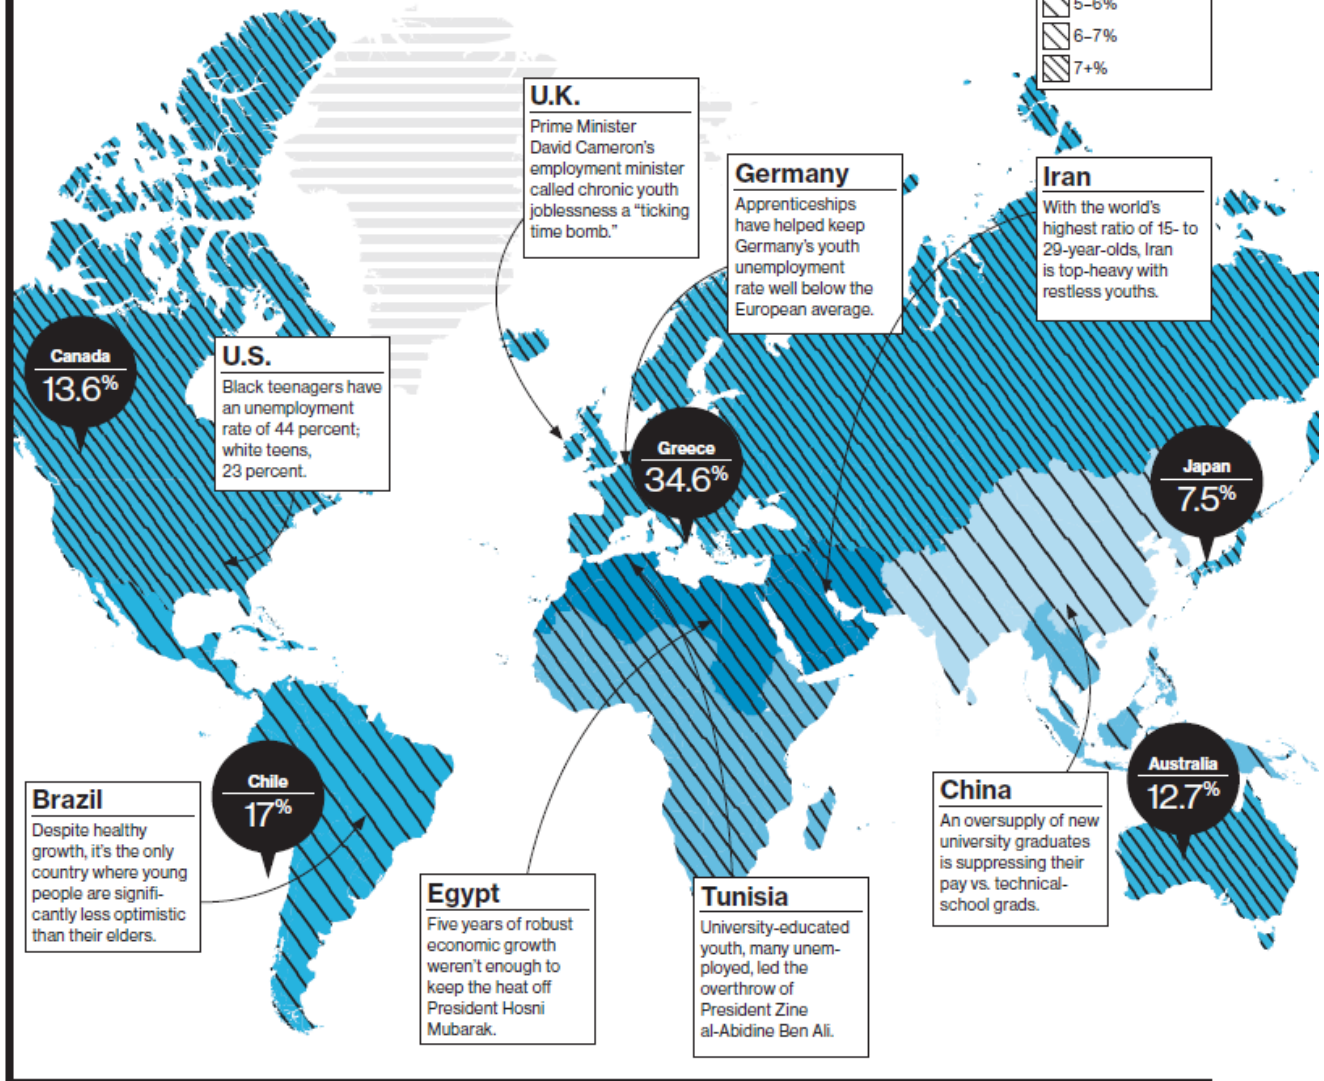 5–6%
6–7%
7+%
U.K.
Prime Minister
David Cameron's
employment minister
called chronic youth
joblessness a “ticking
time bomb.”
Germany
Apprenticeships
have helped keep
Germany's youth
unemployment
rate well below the
European average.
Iran
With the world's
highest ratio of 15- to
29-year-olds, Iran
is top-heavy with
restless youths.
Canada
13.6%
U.S.
Black teenagers have
an unemployment
rate of 44 percent;
white teens,
23 percent.
Greece
34.6%
Japan
7.5%
Brazil
Despite healthy
growth, it's the only
country where young
people are signifi-
cantly less optimistic
than their elders.
Chile
17%
Egypt
Five years of robust
economic growth
weren't enough to
keep the heat off
President Hosni
Mubarak.
Tunisia
University-educated
youth, many unem-
ployed, led the
overthrow of
President Zine
al-Abidine Ben Ali.
China
An oversupply of new
university graduates
is suppressing their
pay vs. technical-
school grads.
Australia
12.7%